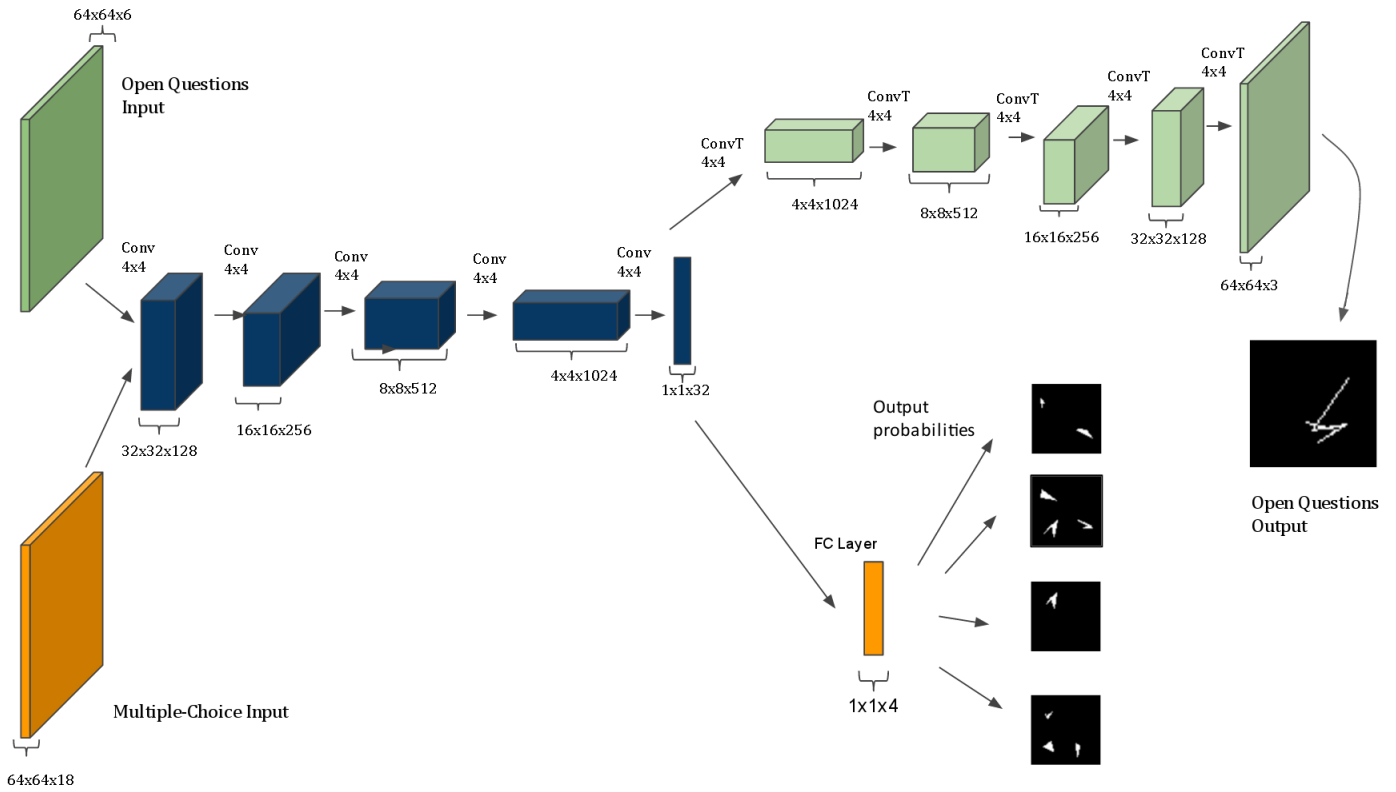 64x64x6
Open Questions
Input
Conv
4x4
Conv
4x4
Conv
4x4
Conv
4x4
Conv
4x4
32x32x128
16x16x256
8x8x512
4x4x1024
1x1x32
64x64x18
Multiple-Choice Input
ConvT
4x4
ConvT
4x4
ConvT
4x4
ConvT
4x4
ConvT
4x4
4x4x1024
8x8x512
16x16x256
32x32x128
64x64x3
Open Questions
Output
Output
probabilities
FC Layer
1x1x4